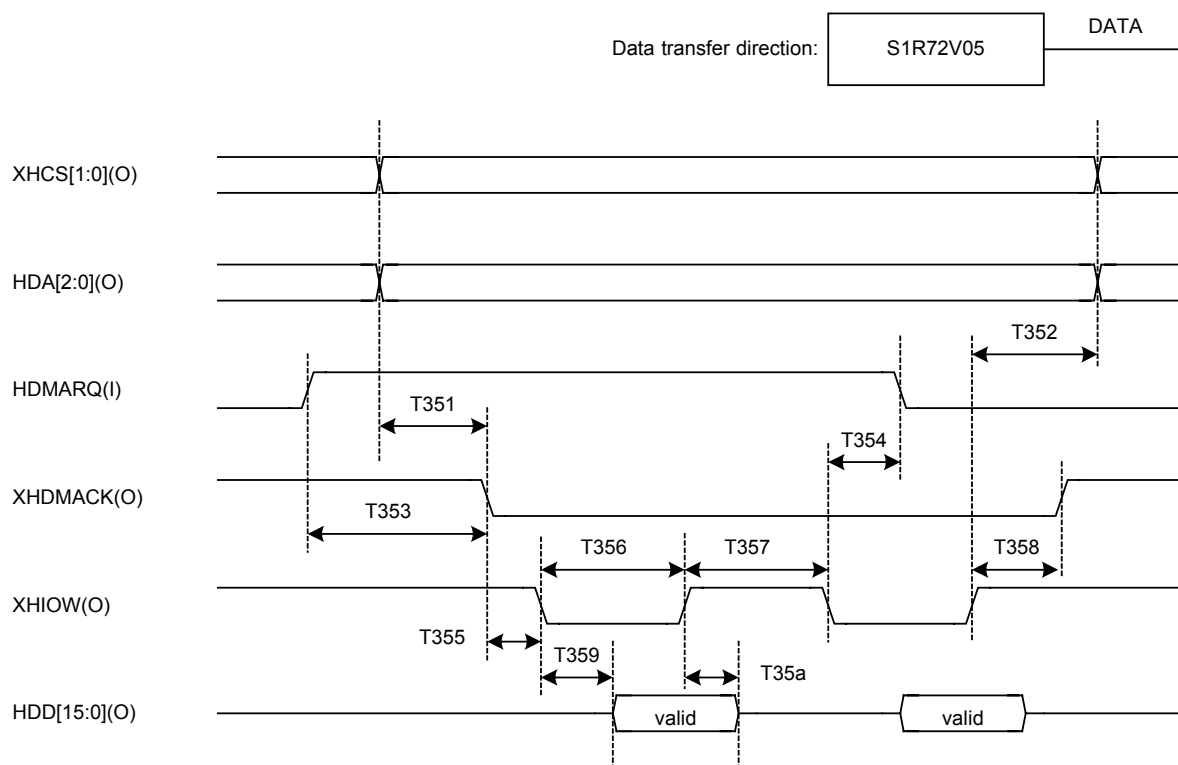 DATA
Data transfer direction: S1R72V05
XHCS[1:0](O)
HDA[2:0](O)
T352
HDMARQ(I)
T351
T354
XHDMACK(O)
T353
T356 T357 T358
XHIOW(O)
T355 T359 T35a
HDD[15:0](O) valid valid